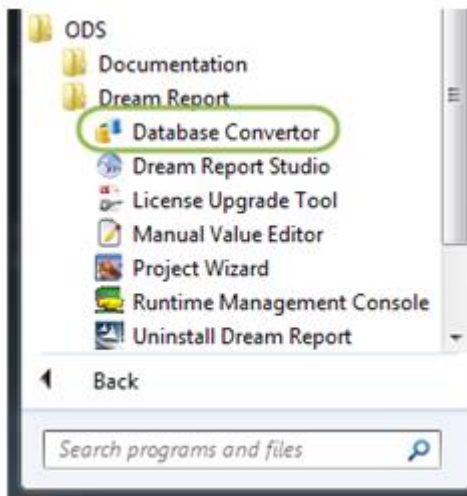 ODS
Documentation
Dream Report
Database Convertor
Dream Report Studio
License Upgrade Tool
Manual Value Editor
Project Wizard
Runtime Management Console
Uninstall Dream Report
Back
Search programs and files